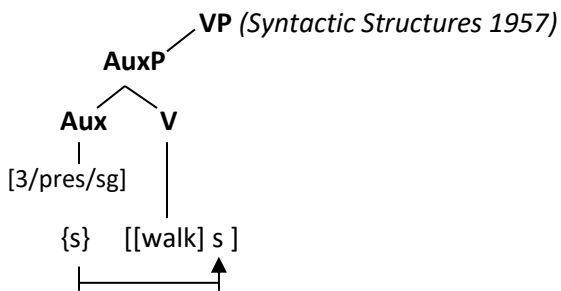 VP (Syntactic Structures 1957)
AuxP
Aux V
[3/pres/sg]
{s} [[walk] s ]